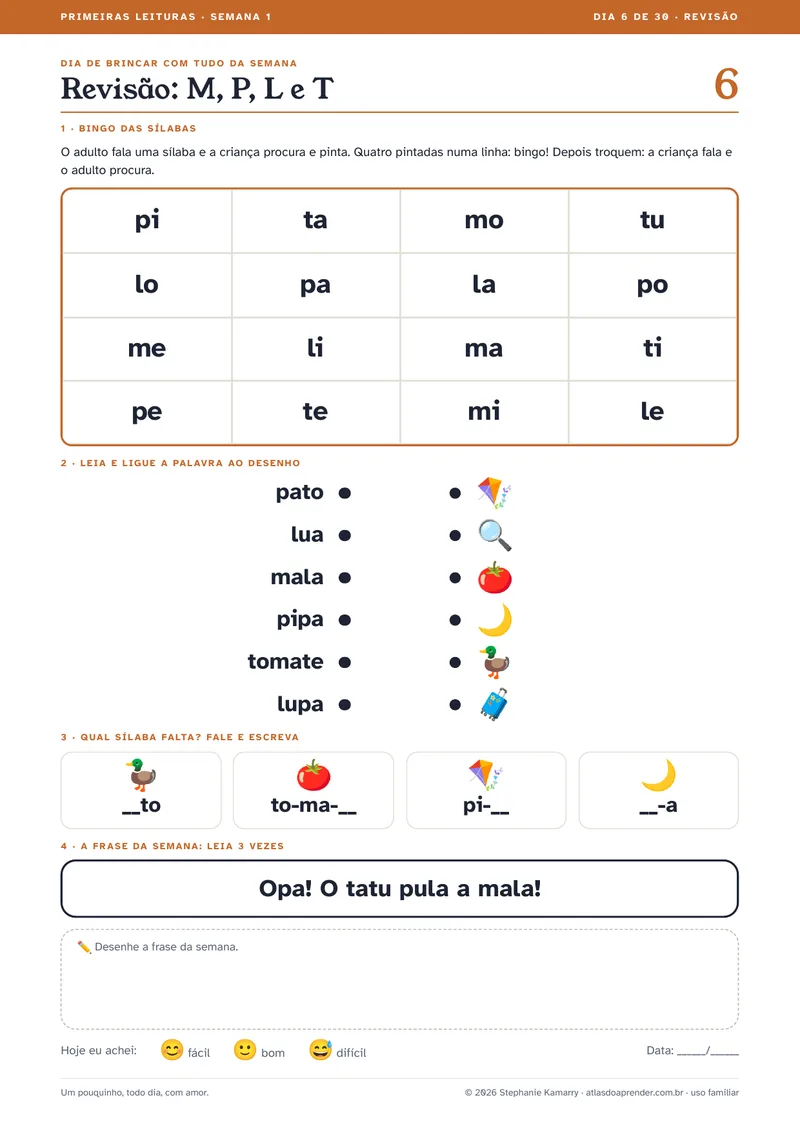 PRIMEIRAS LEITURAS · SEMANA 1
DIA 6 DE 30 · REVISÃO
DIA DE BRINCAR COM TUDO DA SEMANA
Revisão: M, P, L e T
6
1 · BINGO DAS SÍLABAS
O adulto fala uma sílaba e a criança procura e pinta. Quatro pintadas numa linha: bingo! Depois troquem: a criança fala e
o adulto procura.
pi ta mo tu
lo pa la po
me li ma ti
pe te mi le
2 · LEIA E LIGUE A PALAVRA AO DESENHO
pato
lua
mala
pipa
tomate
lupa
3 · QUAL SÍLABA FALTA? FALE E ESCREVA
__to
to-ma-__
pi-__
__-a
4 · A FRASE DA SEMANA: LEIA 3 VEZES
Opa! O tatu pula a mala!
Desenhe a frase da semana.
Hoje eu achei: fácil bom difícil
Data: _____/_____
Um pouquinho, todo dia, com amor.
© 2026 Stephanie Kamarry · atlasdoaprender.com.br · uso familiar